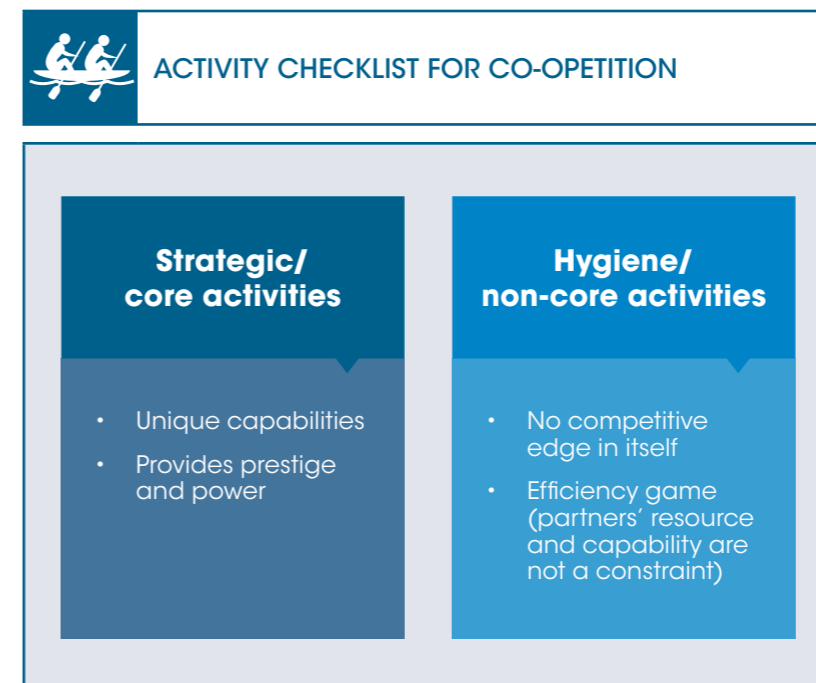 ACTIVITY CHECKLIST FOR CO-OPETITION
Strategic/
core activities
• Unique capabilities
• Provides prestige
and power
Hygiene/
non-core activities
• No competitive
edge in itself
• Efficiency game
(partners’ resource
and capability are
not a constraint)